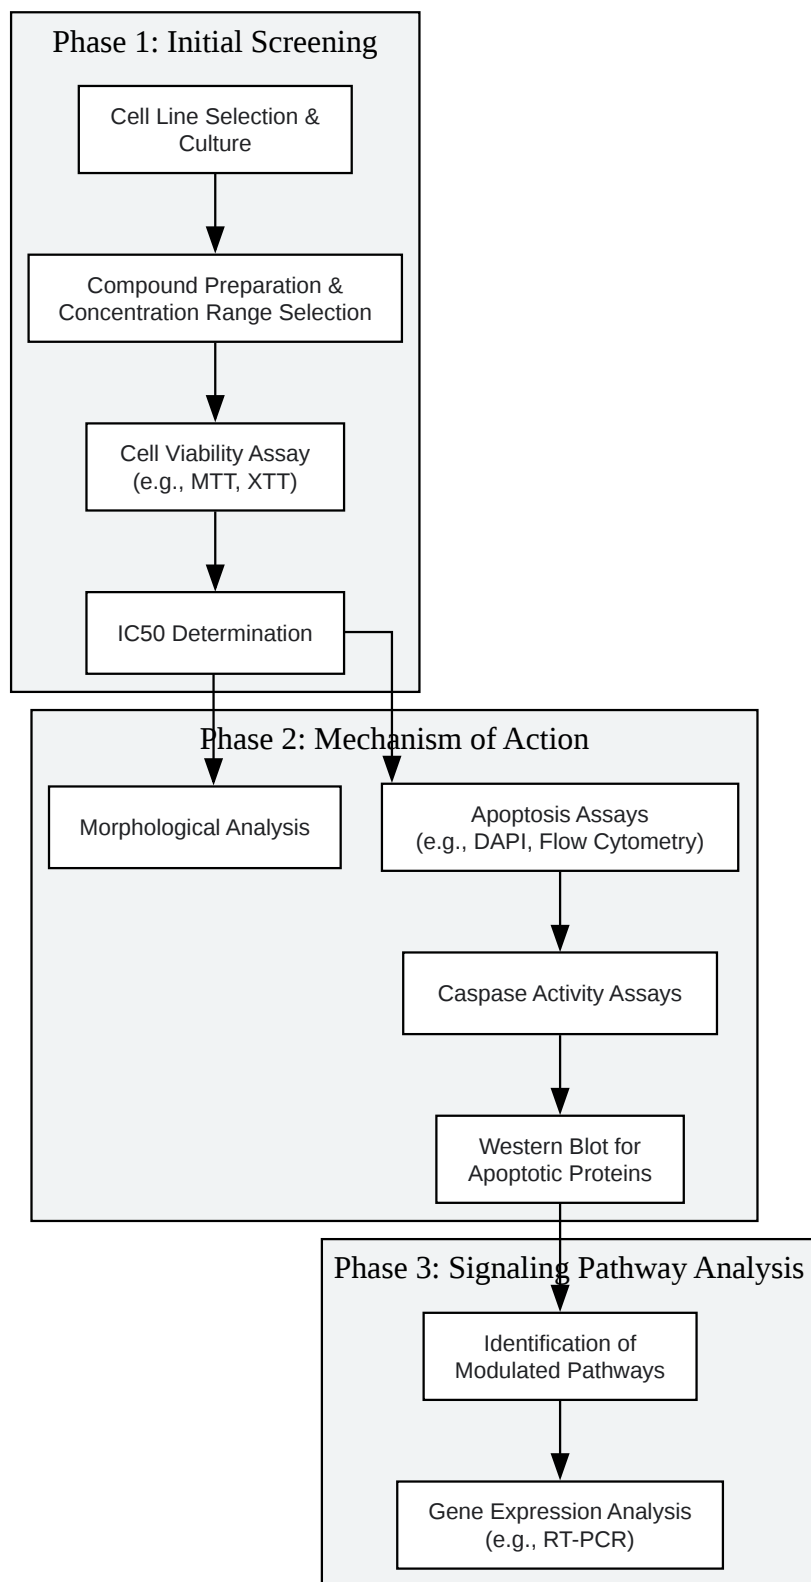 Phase 1: Initial Screening
Cell Line Selection &
Culture
Compound Preparation &
Concentration Range Selection
Cell Viability Assay
(e.g., MTT, XTT)
IC50 Determination
Phase 2: Mechanism of Action
Morphological Analysis
Apoptosis Assays
(e.g., DAPI, Flow Cytometry)
Caspase Activity Assays
Western Blot for
Apoptotic Proteins
Phase 3: Signaling Pathway Analysis
Identification of
Modulated Pathways
Gene Expression Analysis
(e.g., RT-PCR)